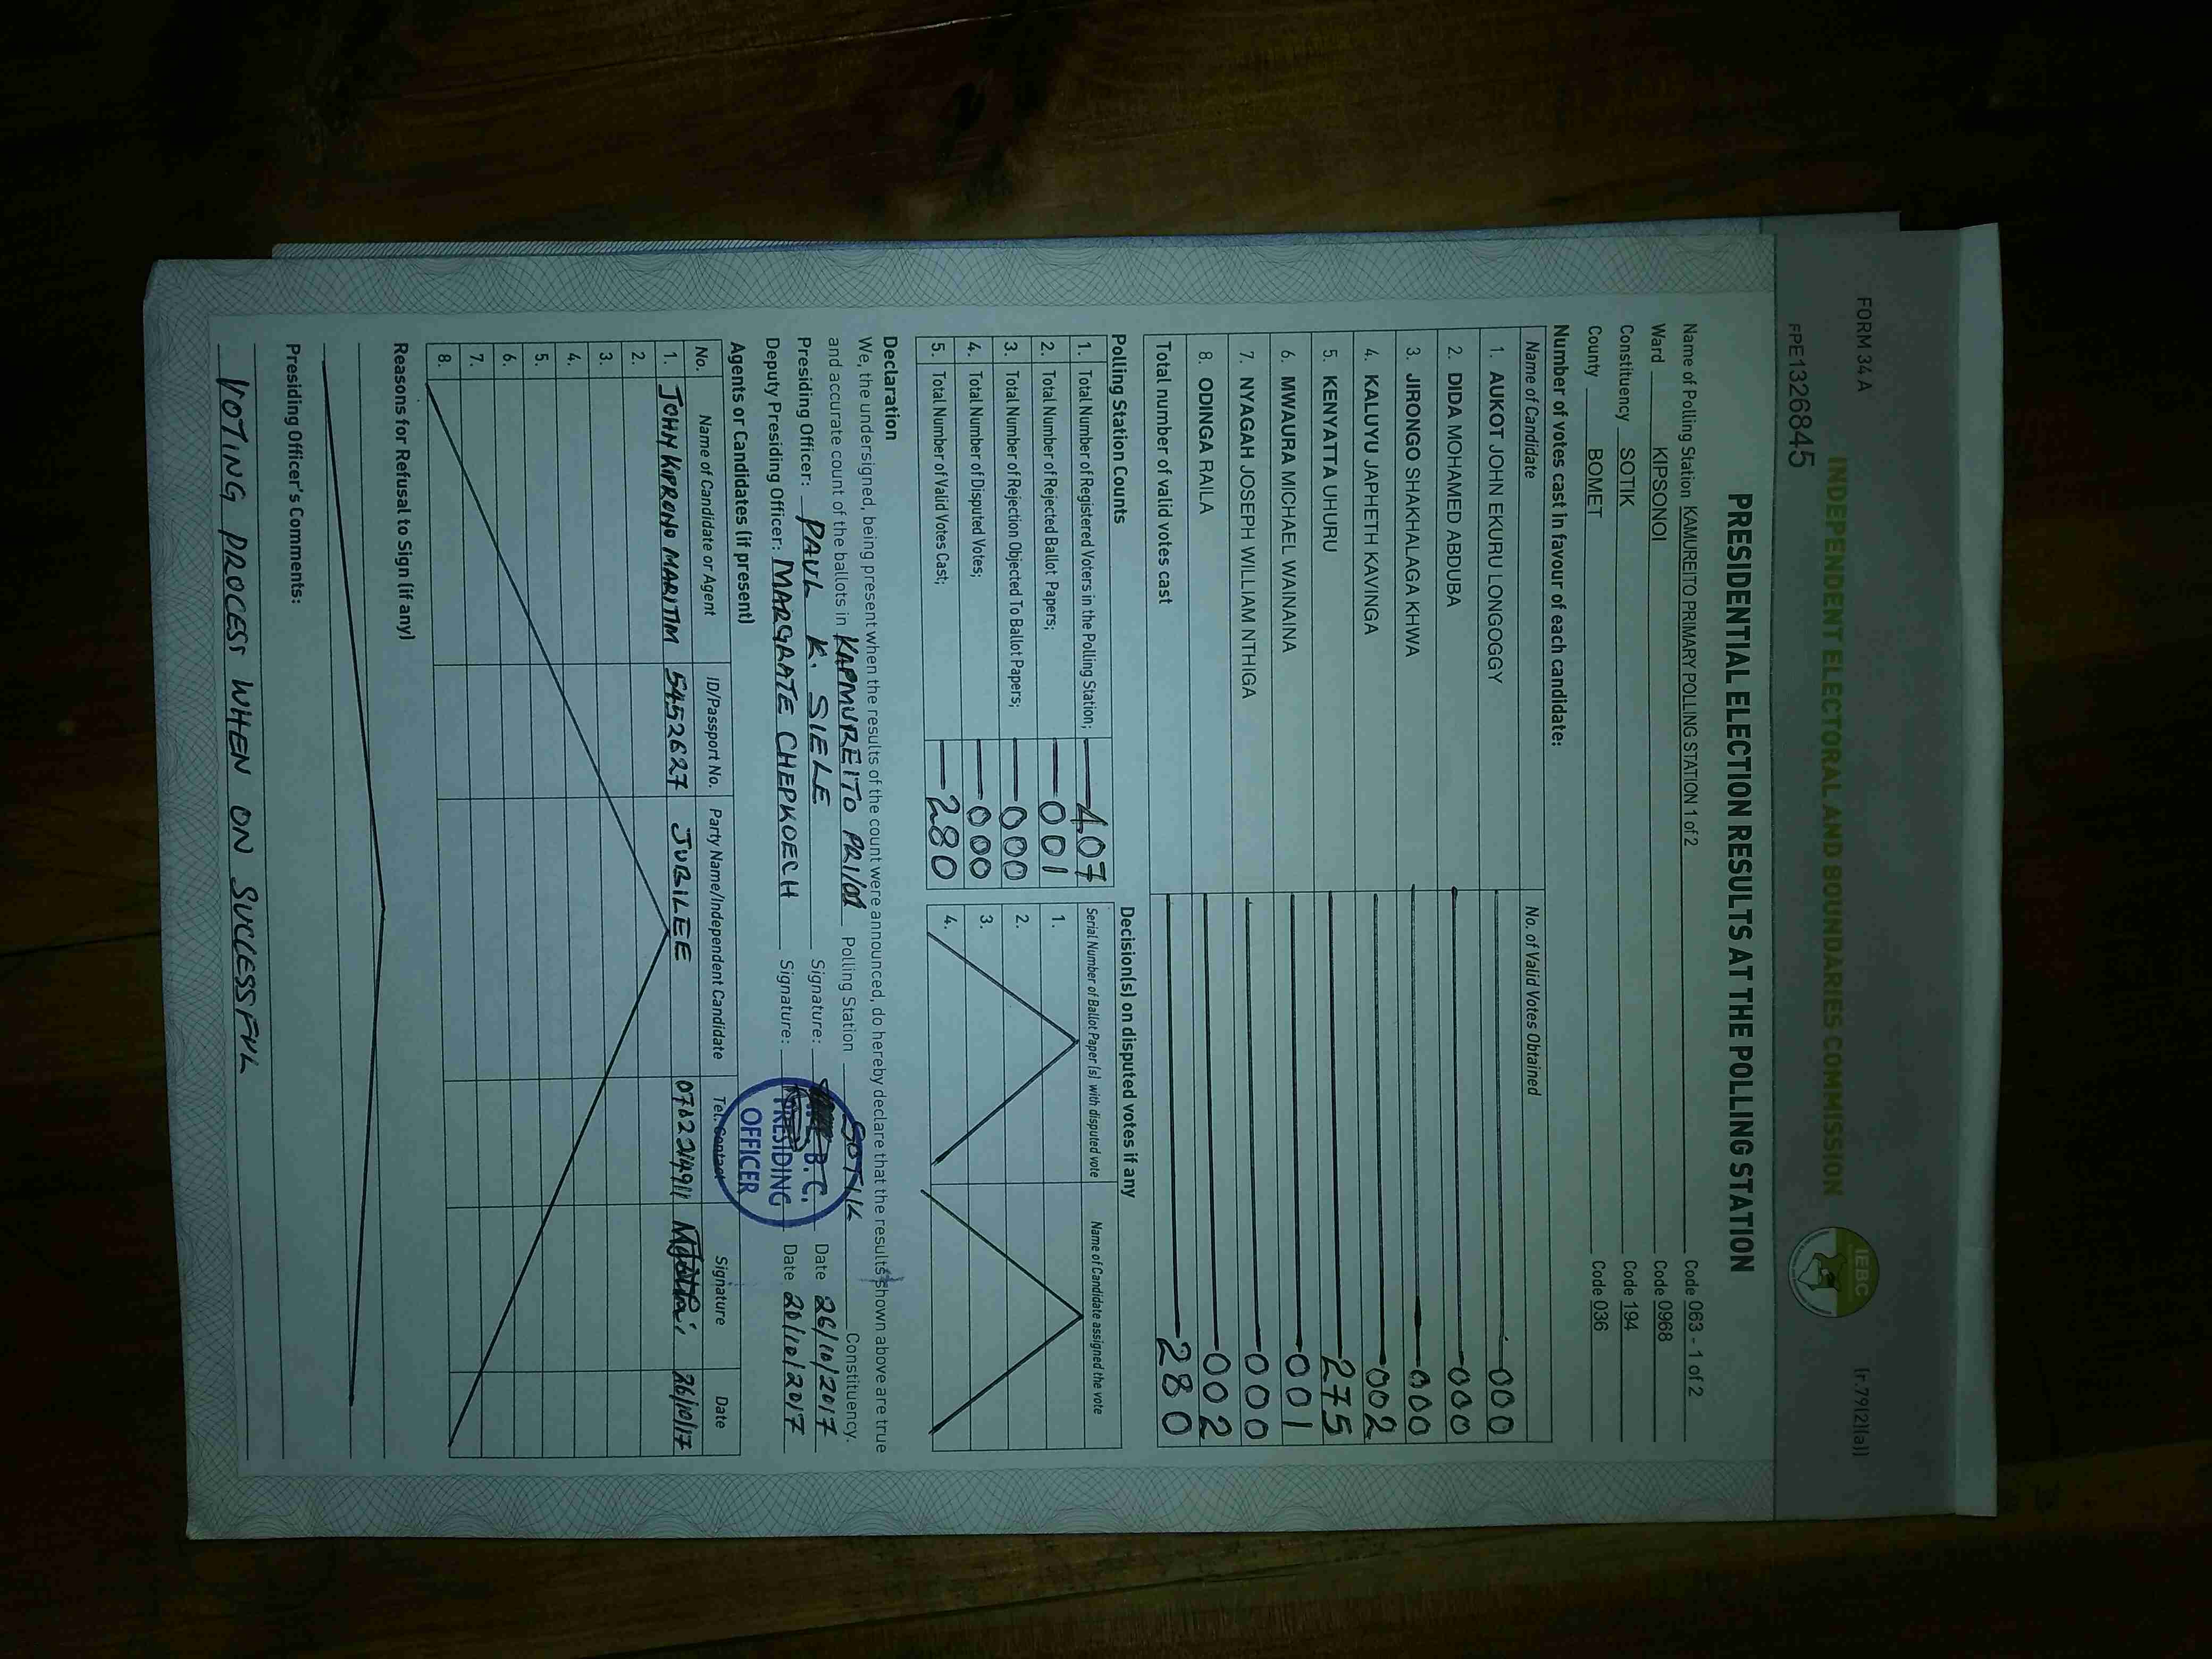 FORM 34A
(r.79(2)(a))
INDEPENDENT ELECTORAL AND BOUNDARIES COMMISSION
IEBC
FPE1326845
PRESIDENTIAL ELECTION RESULTS AT THE POLLING STATION
Name of Polling Station KAMUREITO PRIMARY POLLING STATION 1 of 2 Code 063 - 1 of 2
Ward KIPSONOI Code 0968
Constituency SOTIK Code 194
County BOMET Code 036
Number of votes cast in favour of each candidate:
Name of Candidate No. of Valid Votes Obtained
1. AUKOT JOHN EKURU LONGOGGY 000
2. DIDA MOHAMED ABDUBA 000
3. JIRONGO SHAKHALAGA KHWA 000
4. KALUYU JAPHETH KAVINGA 002
5. KENYATTA UHURU 275
6. MWAURA MICHAEL WAINAINA 001
7. NYAGAH JOSEPH WILLIAM NTHIGA 000
8. ODINGA RAILA 002
Total number of valid votes cast 280
Polling Station Counts
1. Total Number of Registered Voters in the Polling Station; 407
2. Total Number of Rejected Ballot Papers; 001
3. Total Number of Rejection Objected To Ballot Papers; 000
4. Total Number of Disputed Votes; 000
5. Total Number of Valid Votes Cast; 280
Decision(s) on disputed votes if any
Serial Number of Ballot Paper(s) with disputed vote Name of Candidate assigned the vote
1.
2.
3.
4.
Declaration
We, the undersigned, being present when the results of the count were announced, do hereby declare that the results shown above are true
and accurate count of the ballots in KAPMUREITO PRI/ Polling Station SOTIK Constituency.
Presiding Officer: PAUL K. SIELE Signature: Date 26/10/2017
Deputy Presiding Officer: MARGRATE CHEPKOECH Signature: Date 26/10/2017
B. C.
PRESIDING
OFFICER
Agents or Candidates (if present)
No. Name of Candidate or Agent ID/Passport No. Party Name/Independent Candidate Tel. Contact Signature Date
1. JOHN KIPRONO MARITIM 5452627 JUBILEE 26/10/17
2.
3.
4.
5.
6.
7.
8.
Reasons for Refusal to Sign (if any)
Presiding Officer's Comments:
VOTING PROCESS WHEN ON SUCCESSFUL